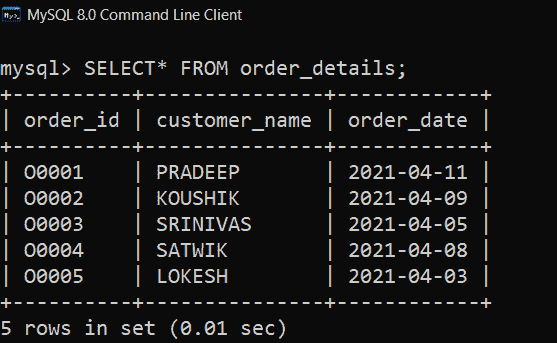 MySQL 8.0 Command Line Client
mysql> SELECT* FROM order_details;
+----------+---------------+------------+
| order_id | customer_name | order_date |
+----------+---------------+------------+
| O0001    | PRADEEP       | 2021-04-11 |
| O0002    | KOUSHIK       | 2021-04-09 |
| O0003    | SRINIVAS      | 2021-04-05 |
| O0004    | SATWIK        | 2021-04-08 |
| O0005    | LOKESH        | 2021-04-03 |
+----------+---------------+------------+
5 rows in set (0.01 sec)